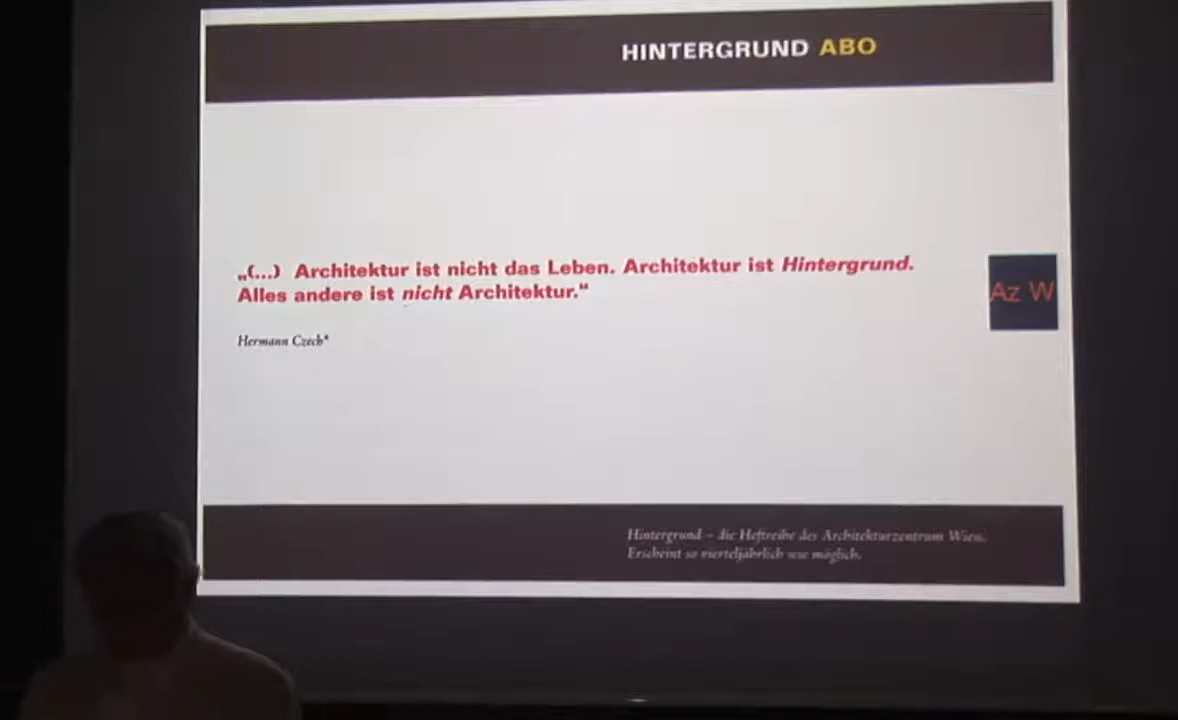 HINTERGRUND ABO
„(...) Architektur ist nicht das Leben. Architektur ist Hintergrund.
Alles andere ist nicht Architektur."
Az W
Hermann Czech*
Hintergrund – die Heftreihe des Architekturzentrum Wien.
Erscheint so vierteljährlich wie möglich.